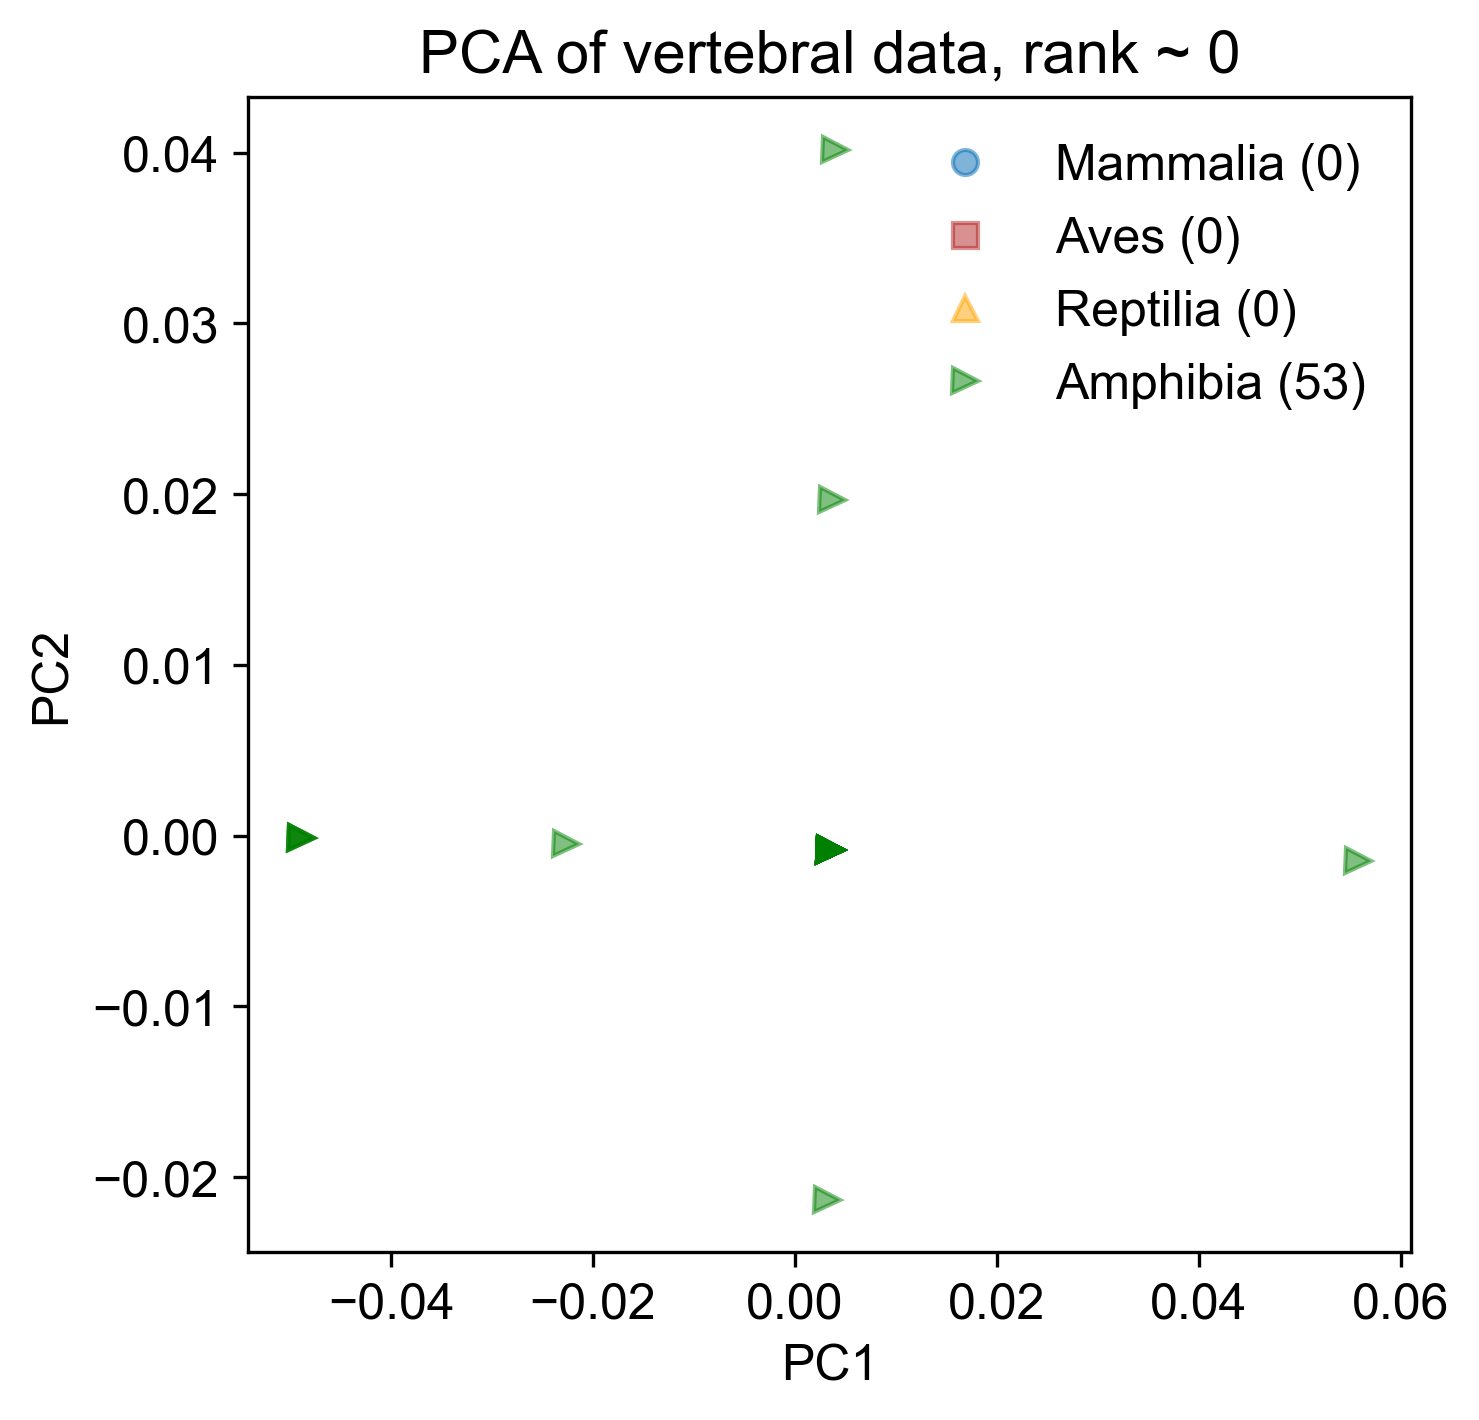 PCA of vertebral data, rank ~ 0
Mammalia (0)
Aves (0)
Reptilia (0)
Amphibia (53)
0.04
0.03
0.02
0.01
0.00
−0.01
−0.02
PC2
−0.04 −0.02 0.00 0.02 0.04 0.06
PC1